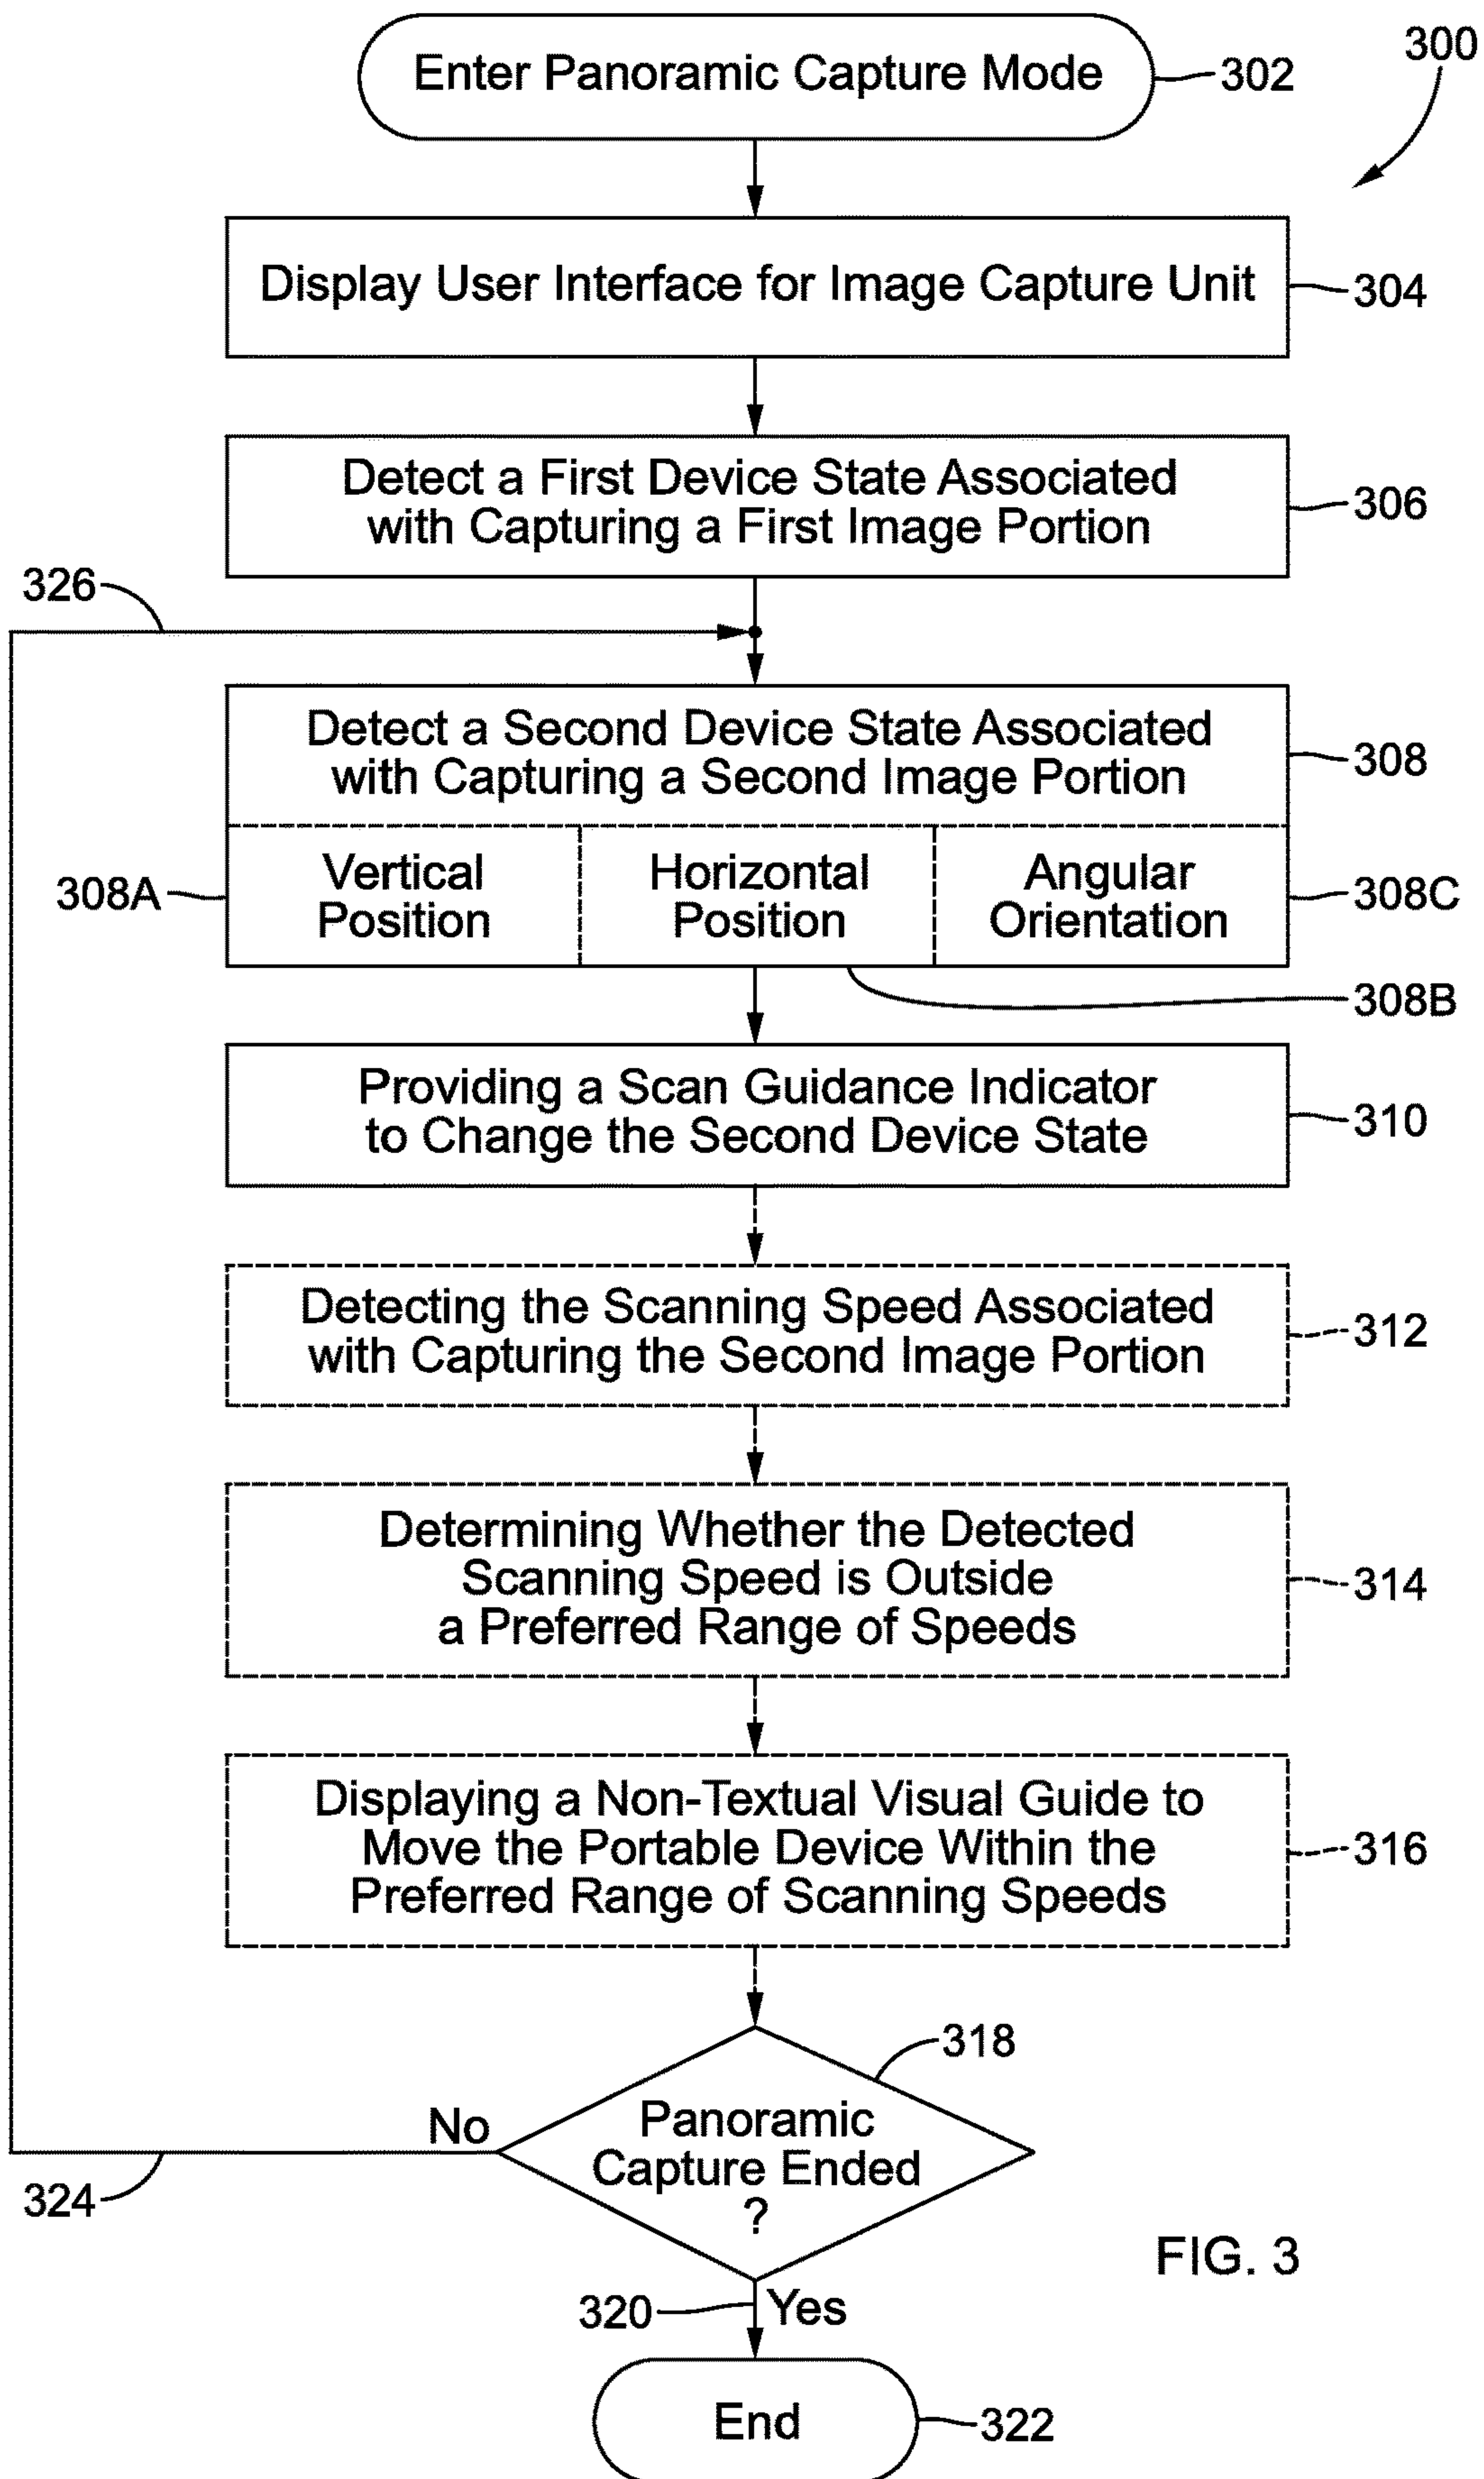 300
Enter Panoramic Capture Mode
302
Display User Interface for Image Capture Unit
304
Detect a First Device State Associated
with Capturing a First Image Portion
306
326
Detect a Second Device State Associated
with Capturing a Second Image Portion
308
308A
Vertical
Position
Horizontal
Position
Angular
Orientation
308C
308B
Providing a Scan Guidance Indicator
to Change the Second Device State
310
Detecting the Scanning Speed Associated
with Capturing the Second Image Portion
312
Determining Whether the Detected
Scanning Speed is Outside
a Preferred Range of Speeds
314
Displaying a Non-Textual Visual Guide to
Move the Portable Device Within the
Preferred Range of Scanning Speeds
316
318
No
Panoramic
Capture Ended
?
324
FIG. 3
320
Yes
End
322